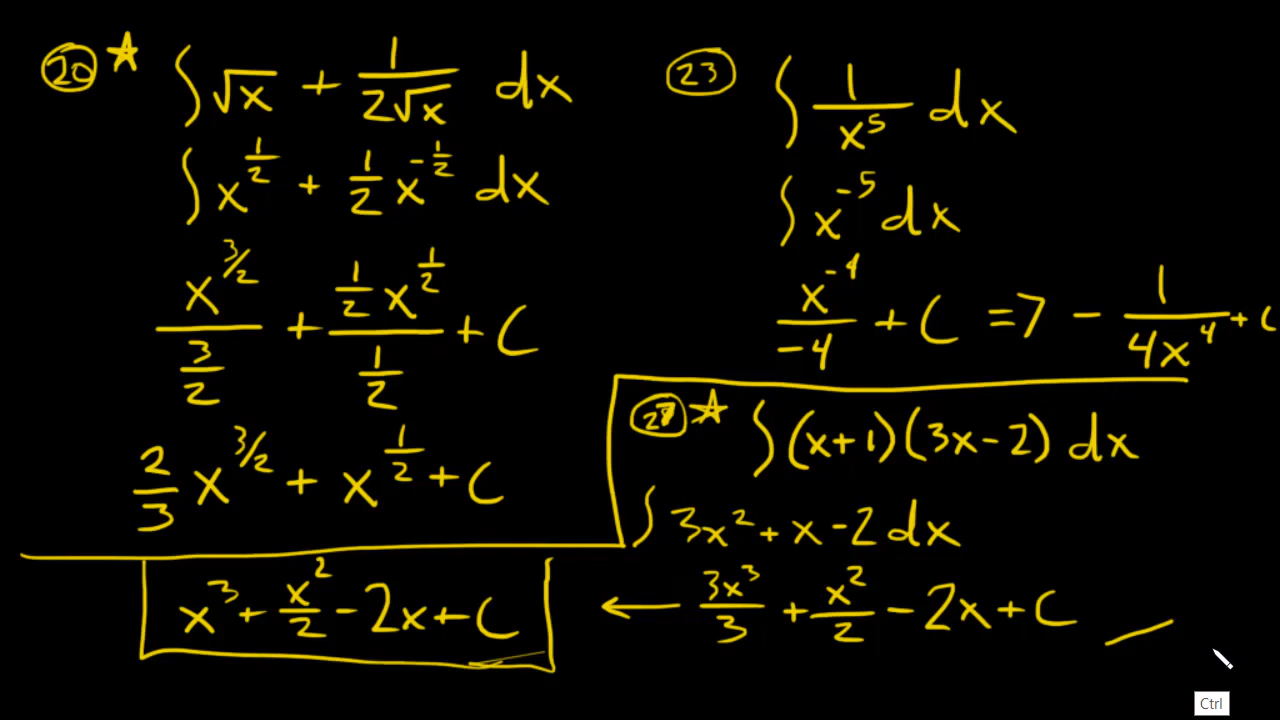 20 ☆ ∫ √x + 1/(2√x) dx
∫ x^(1/2) + 1/2 x^(-1/2) dx
x^(3/2)/(3/2) + (1/2 x^(1/2))/(1/2) + C
2/3 x^(3/2) + x^(1/2) + C
23 ∫ 1/x^5 dx
∫ x^-5 dx
x^-4/-4 + C = 7 - 1/(4x^4) + C
☆ ∫ (x+1)(3x-2) dx
∫ 3x^2 + x - 2 dx
3x^3/3 + x^2/2 - 2x + C
← x^3 + x^2/2 - 2x + C
Ctrl